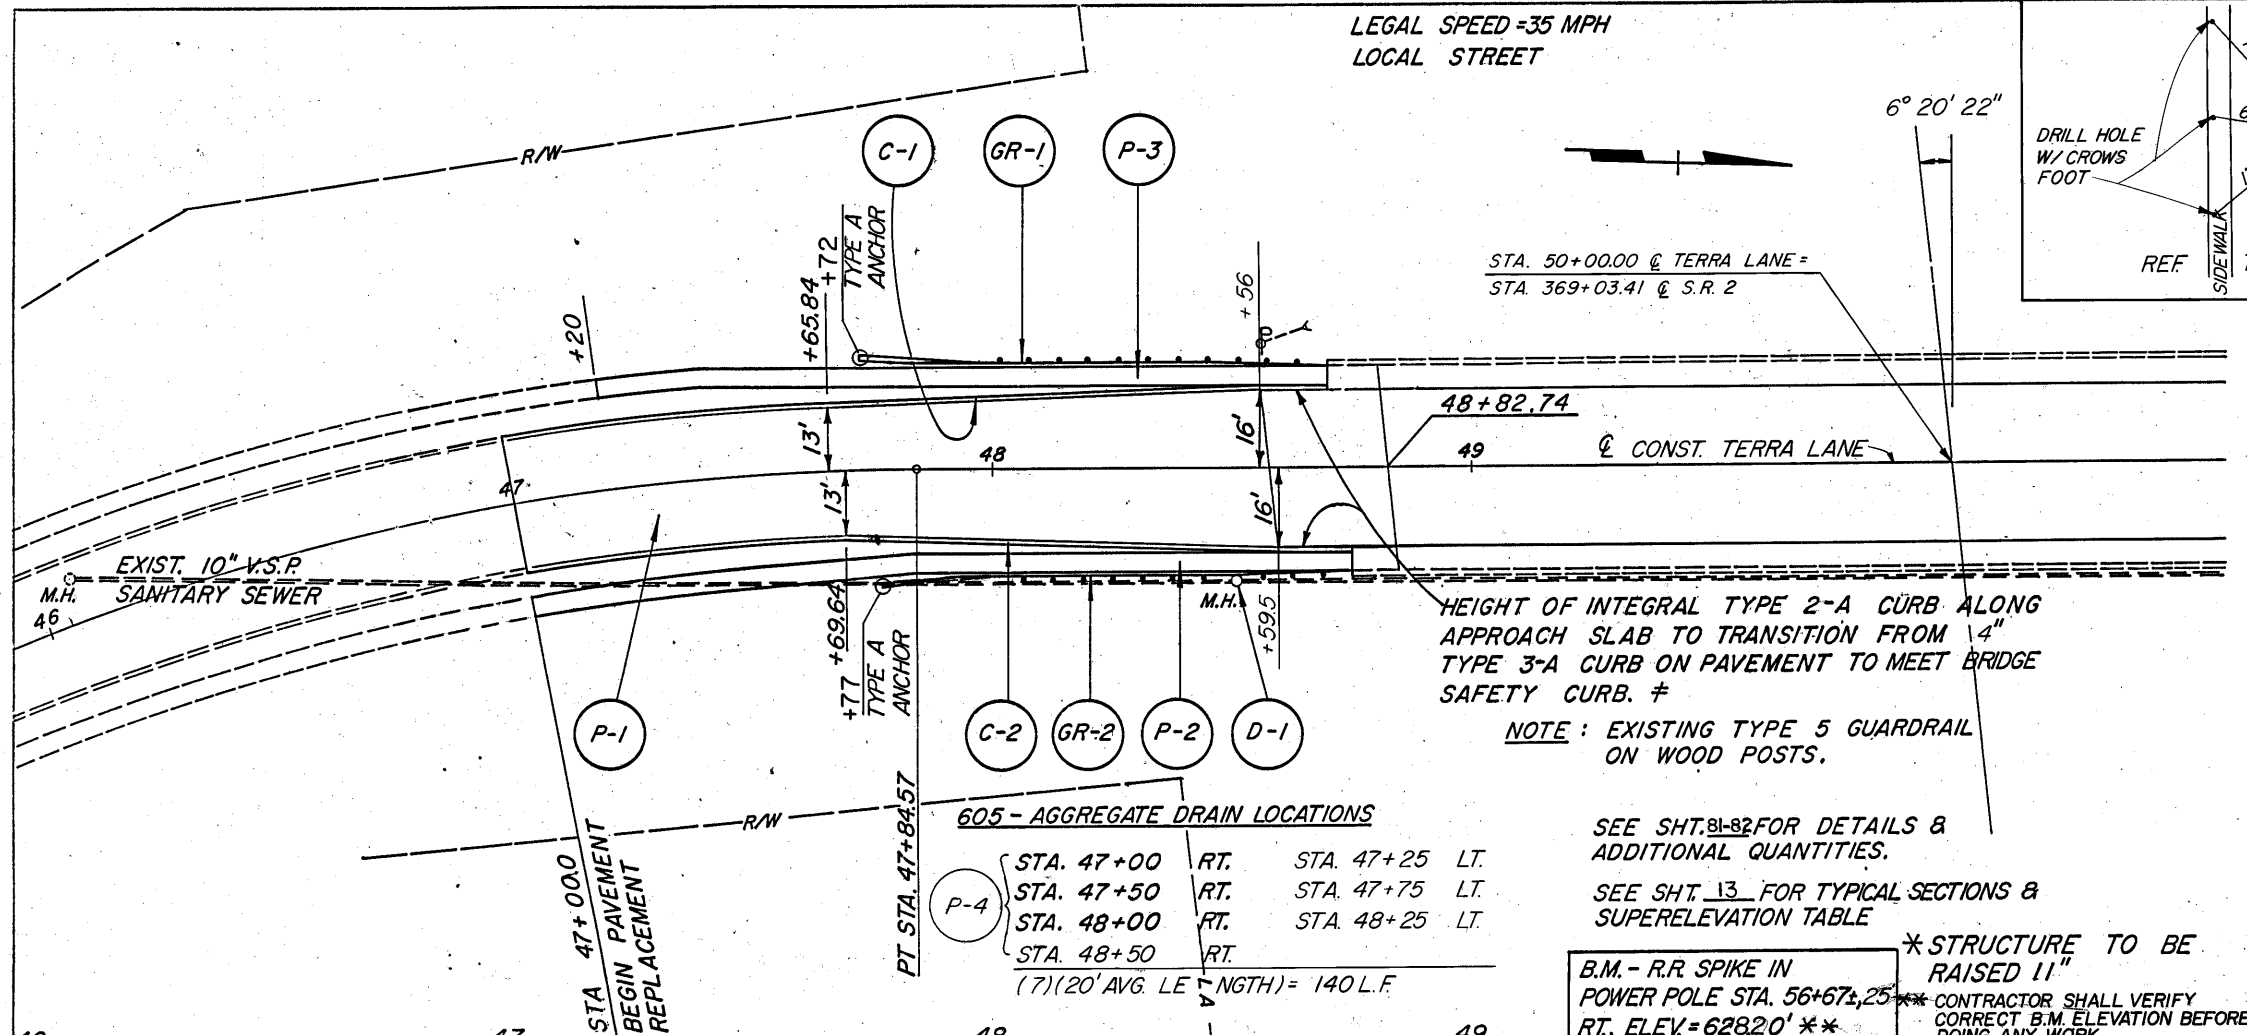 LEGAL SPEED = 35 MPH
LOCAL STREET
6° 20' 22"
DRILL HOLE
W/ CROWS
FOOT
SIDEWALK
REF.
R/W
C-1
GR-1
P-3
+20
+65.84
+72
TYPE A
ANCHOR
+56
STA. 50+00.00 ℄ TERRA LANE =
STA. 369+03.41 ℄ S.R. 2
13'
16'
48+82.74
48
49
℄ CONST. TERRA LANE
47
13'
16'
EXIST. 10" V.S.P.
SANITARY SEWER
M.H.
46
M.H.
+69.64
+77
TYPE A
ANCHOR
+59.5
HEIGHT OF INTEGRAL TYPE 2-A CURB ALONG
APPROACH SLAB TO TRANSITION FROM 4"
TYPE 3-A CURB ON PAVEMENT TO MEET BRIDGE
SAFETY CURB. ≠
P-1
C-2
GR-2
P-2
D-1
NOTE : EXISTING TYPE 5 GUARDRAIL
ON WOOD POSTS.
R/W
PT STA. 47+84.57
STA 47+00.0
BEGIN PAVEMENT
REPLACEMENT
605 - AGGREGATE DRAIN LOCATIONS
P-4
STA. 47+00 RT. STA. 47+25 LT.
STA. 47+50 RT. STA. 47+75 LT.
STA. 48+00 RT. STA. 48+25 LT.
STA. 48+50 RT.
(7)(20' AVG. LENGTH) = 140 L.F.
LA
SEE SHT. 81-82 FOR DETAILS &
ADDITIONAL QUANTITIES.
SEE SHT. 13 FOR TYPICAL SECTIONS &
SUPERELEVATION TABLE
B.M. - R.R. SPIKE IN
POWER POLE STA. 56+67±, 25
RT., ELEV. = 628.20' **
* STRUCTURE TO BE
RAISED 11"
** CONTRACTOR SHALL VERIFY
CORRECT B.M. ELEVATION BEFORE
DOING ANY WORK
47
48
49